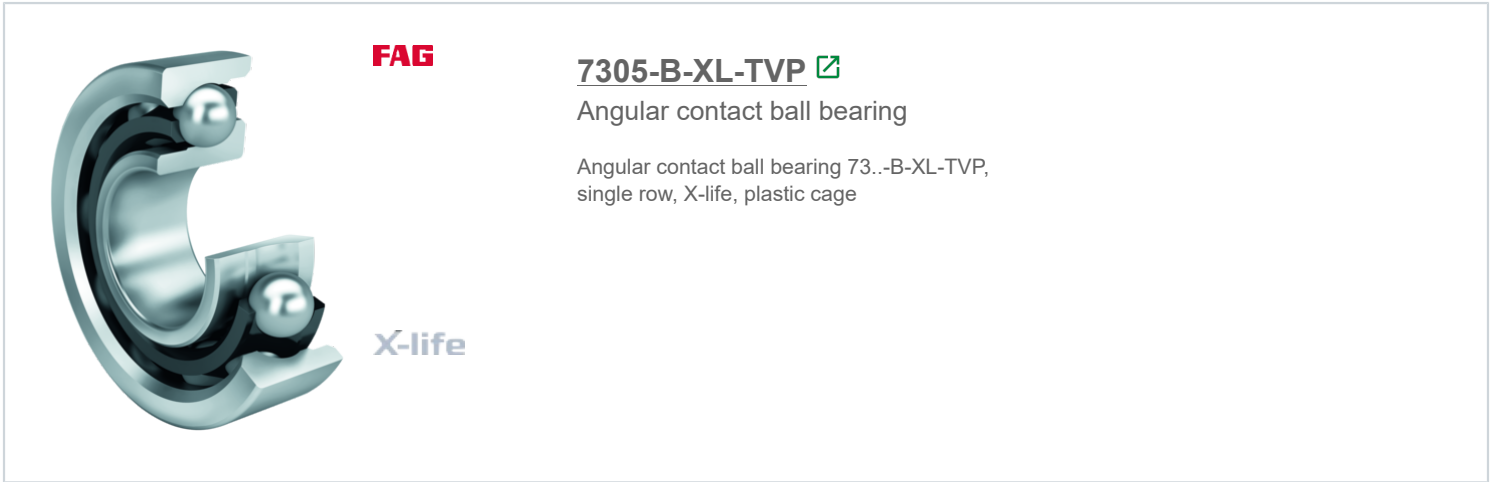 FAG
7305-B-XL-TVP
Angular contact ball bearing
Angular contact ball bearing 73..-B-XL-TVP,
single row, X-life, plastic cage
X-life